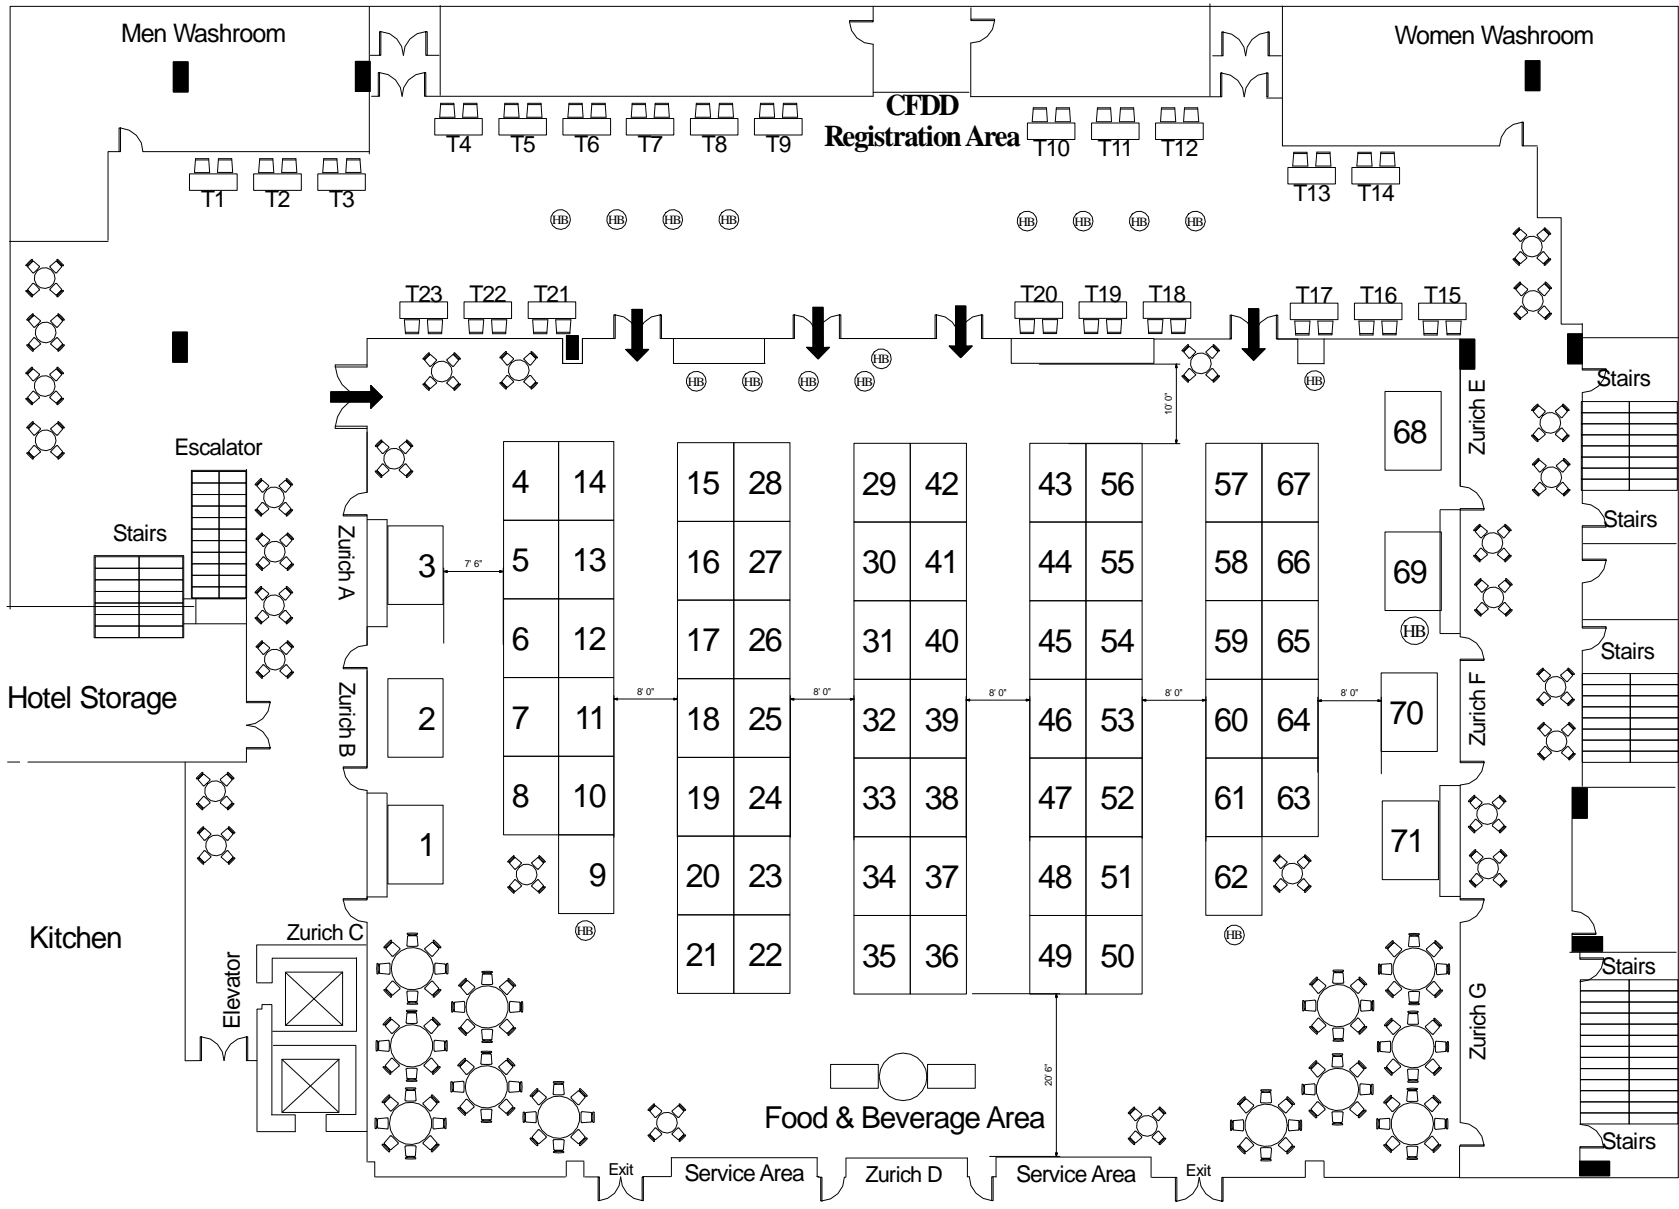 Men Washroom
Women Washroom
CFDD
Registration Area
T4 T5 T6 T7 T8 T9
T10 T11 T12
T1 T2 T3
T13 T14
HB HB HB HB
HB HB HB HB
T23 T22 T21
T20 T19 T18
T17 T16 T15
HB HB HB HB HB
HB
Stairs
Zurich E
10' 0"
68
Escalator
4 14 15 28 29 42 43 56 57 67
Stairs
Stairs
Zurich A
3
7' 6"
5 13 16 27 30 41 44 55 58 66
69
HB
6 12 17 26 31 40 45 54 59 65
Stairs
Hotel Storage
Zurich B
2
7 11 18 25 32 39 46 53 60 64
8' 0" 8' 0" 8' 0" 8' 0" 8' 0"
70
Zurich F
8 10 19 24 33 38 47 52 61 63
1
71
9 20 23 34 37 48 51 62
HB
HB
Kitchen
Zurich C
Elevator
21 22 35 36 49 50
Stairs
Zurich G
20' 6"
Food & Beverage Area
Stairs
Exit
Service Area
Zurich D
Service Area
Exit